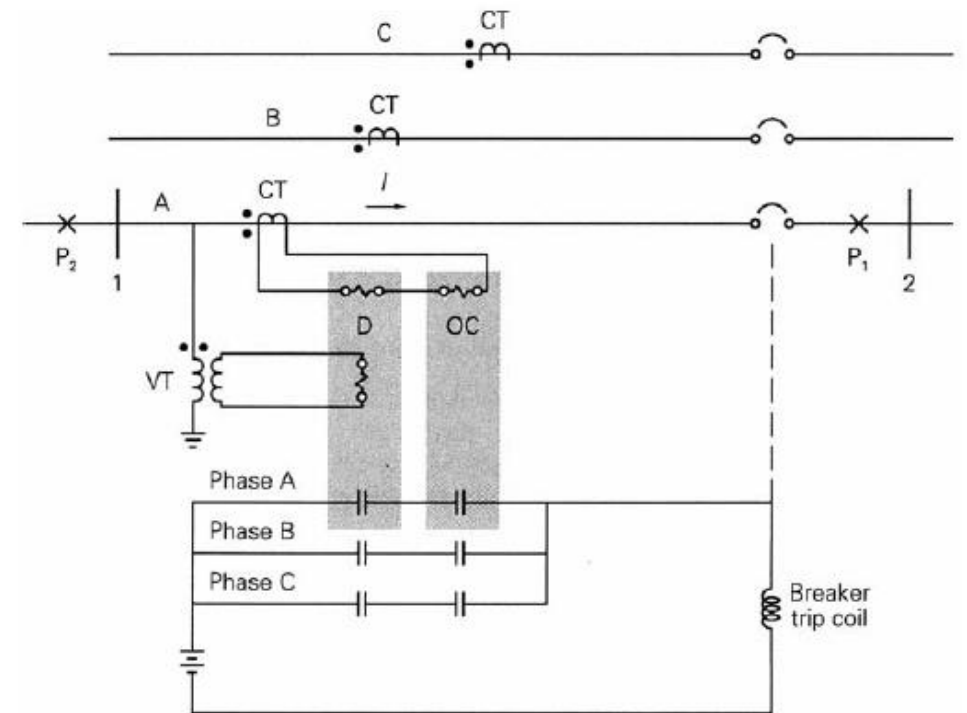 C
CT
B
CT
A
CT
I
P₂
1
P₁
2
D
OC
VT
Phase A
Phase B
Phase C
Breaker
trip coil